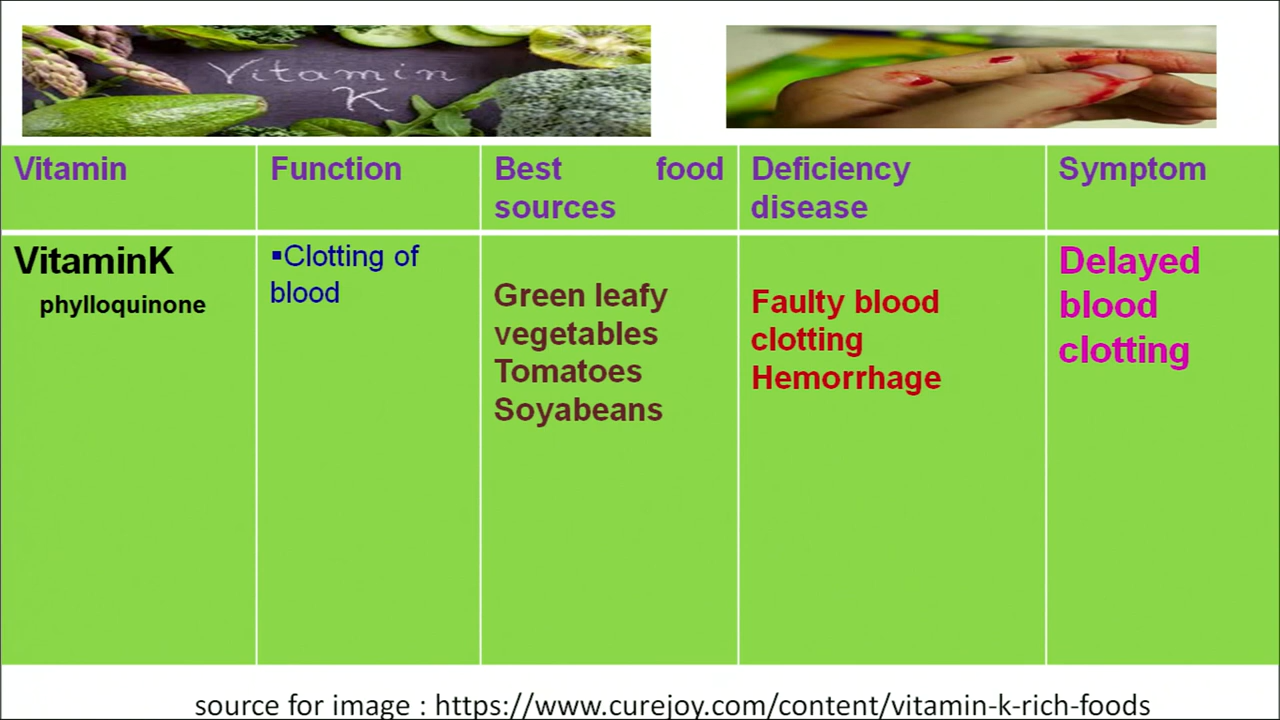 Vitamin
K
Vitamin
Function
Best food
sources
Deficiency
disease
Symptom
VitaminK
phylloquinone
▪Clotting of
blood
Green leafy
vegetables
Tomatoes
Soyabeans
Faulty blood
clotting
Hemorrhage
Delayed
blood
clotting
source for image : https://www.curejoy.com/content/vitamin-k-rich-foods